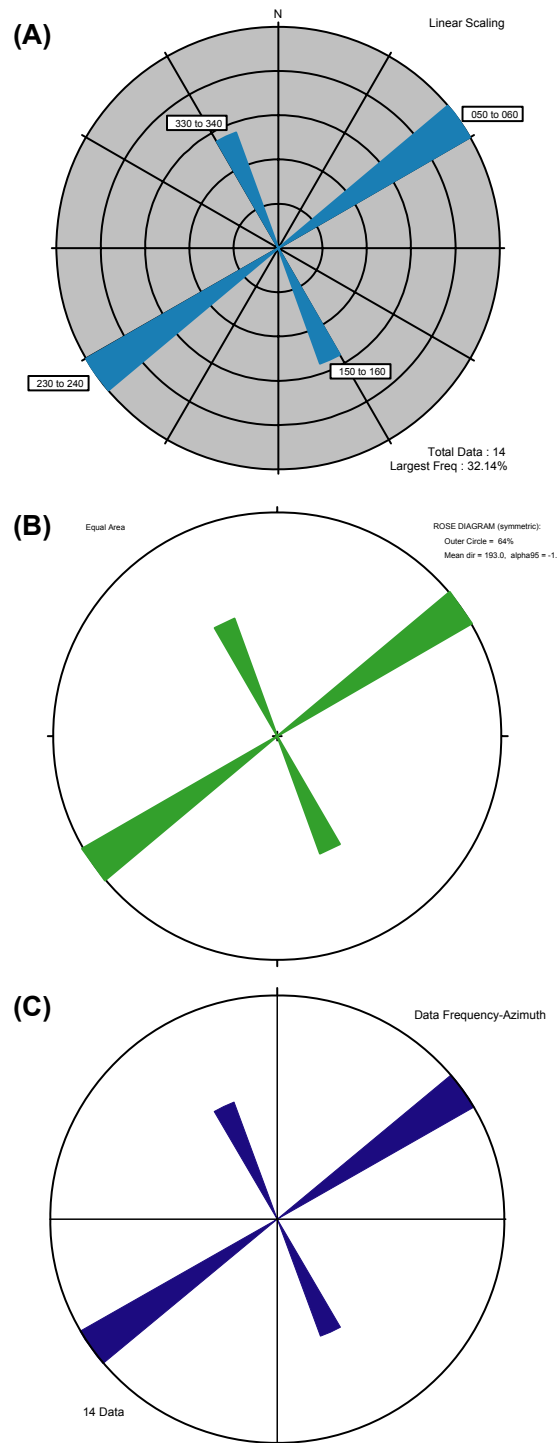 (A)
N
Linear Scaling
330 to 340
050 to 060
230 to 240
150 to 160
Total Data : 14
Largest Freq : 32.14%
(B)
Equal Area
ROSE DIAGRAM (symmetric):
Outer Circle = 64%
Mean dir = 193.0, alpha95 = -1.
(C)
Data Frequency-Azimuth
14 Data